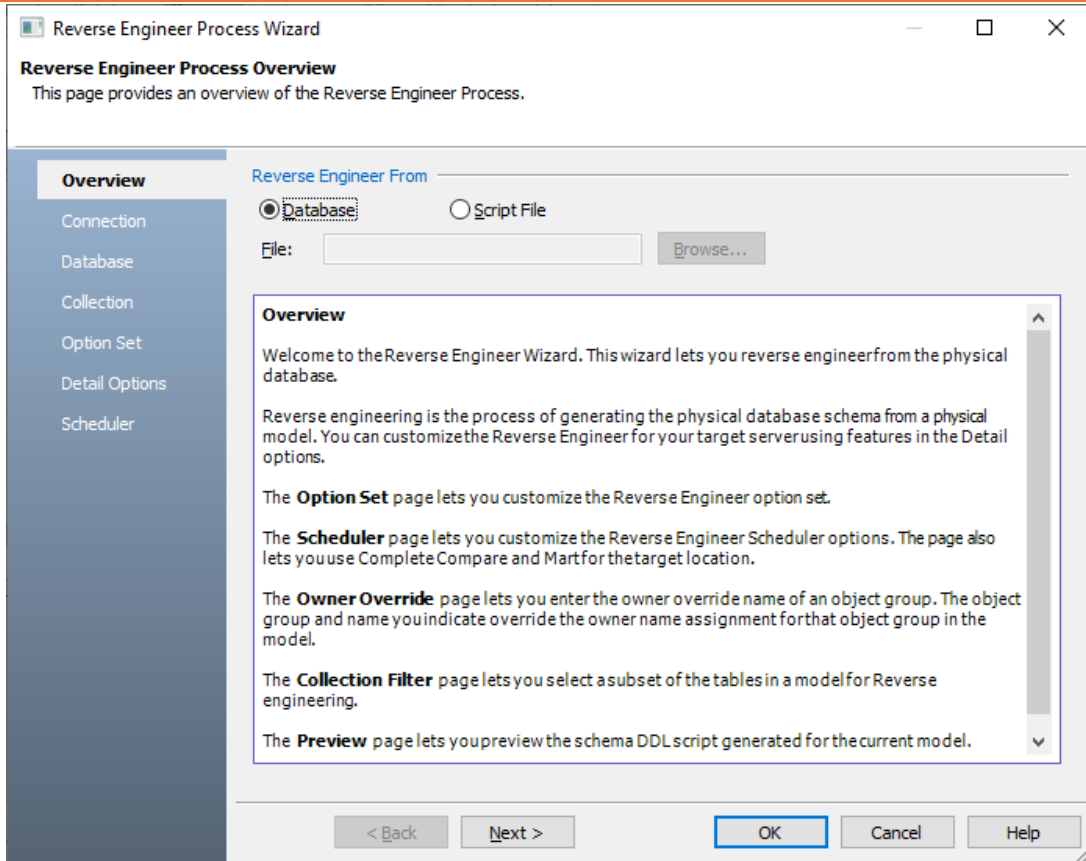 Reverse Engineer Process Wizard
Reverse Engineer Process Overview
This page provides an overview of the Reverse Engineer Process.
Overview
Connection
Database
Collection
Option Set
Detail Options
Scheduler
Reverse Engineer From
Database Script File
File: Browse...
Overview
Welcome to the Reverse Engineer Wizard. This wizard lets you reverse engineer from the physical
database.
Reverse engineering is the process of generating the physical database schema from a physical
model. You can customize the Reverse Engineer for your target server using features in the Detail
options.
The Option Set page lets you customize the Reverse Engineer option set.
The Scheduler page lets you customize the Reverse Engineer Scheduler options. The page also
lets you use Complete Compare and Mart for the target location.
The Owner Override page lets you enter the owner override name of an object group. The object
group and name you indicate override the owner name assignment for that object group in the
model.
The Collection Filter page lets you select a subset of the tables in a model for Reverse
engineering.
The Preview page lets you preview the schema DDL script generated for the current model.
< Back Next > OK Cancel Help